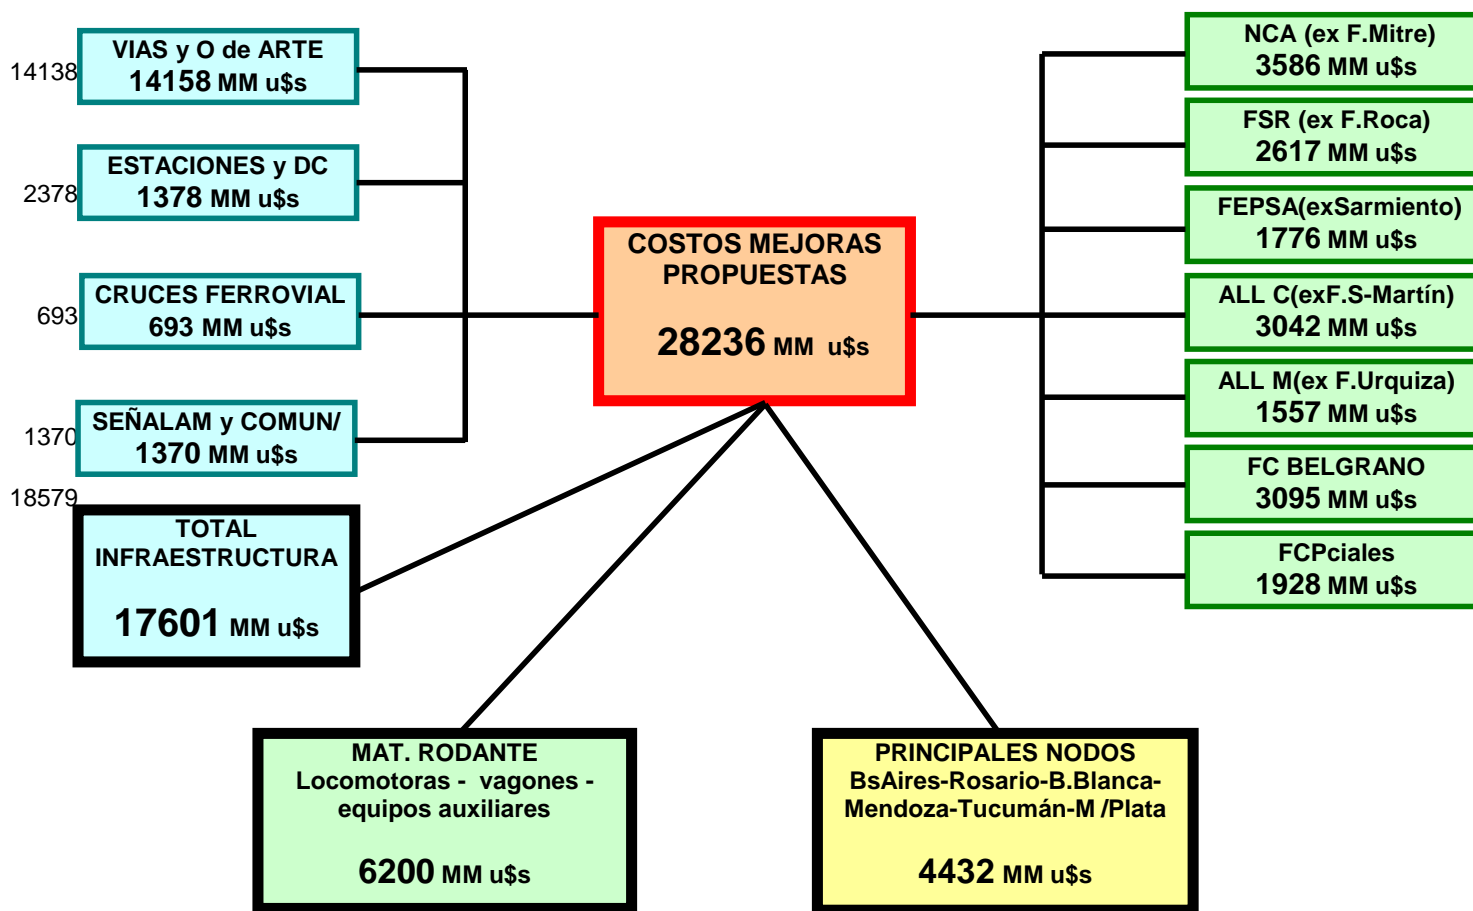 14138
VIAS y O de ARTE
14158 MM u$s
2378
ESTACIONES y DC
1378 MM u$s
693
CRUCES FERROVIAL
693 MM u$s
1370
SEÑALAM y COMUN/
1370 MM u$s
18579
TOTAL
INFRAESTRUCTURA
17601 MM u$s
COSTOS MEJORAS
PROPUESTAS
28236 MM u$s
NCA (ex F.Mitre)
3586 MM u$s
FSR (ex F.Roca)
2617 MM u$s
FEPSA(exSarmiento)
1776 MM u$s
ALL C(exF.S-Martín)
3042 MM u$s
ALL M(ex F.Urquiza)
1557 MM u$s
FC BELGRANO
3095 MM u$s
FCPciales
1928 MM u$s
MAT. RODANTE
Locomotoras - vagones -
equipos auxiliares
6200 MM u$s
PRINCIPALES NODOS
BsAires-Rosario-B.Blanca-
Mendoza-Tucumán-M /Plata
4432 MM u$s